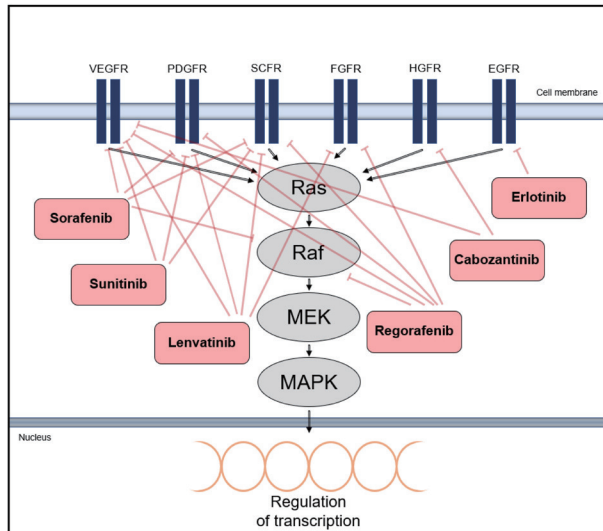 VEGFR
PDGFR
SCFR
FGFR
HGFR
EGFR
Cell membrane
Ras
Erlotinib
Sorafenib
Raf
Cabozantinib
Sunitinib
MEK
Regorafenib
Lenvatinib
MAPK
Nucleus
Regulation
of transcription